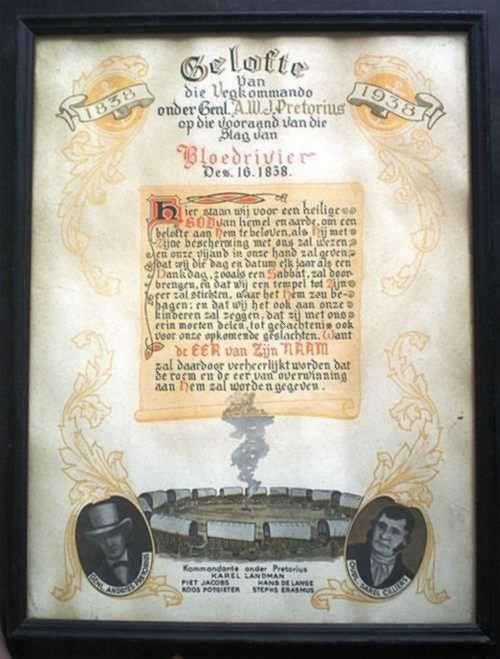 Gelofte
van
die Vegkommando
1838
1938
onder Genl. A.W.J. Pretorius
op die vooraand van die
Slag van
Bloedrivier
Des. 16. 1838.
Hier staan wij voor een heilige
GOD van hemel en aarde, om een
belofte aan Hem te beloven, als Hij met
Zijne bescherming met ons zal wezen
en onze vijand in onze hand zal geven
dat wij die dag en datum elk jaar als een
Dankdag, zooals een Sabbat, zal door-
brengen, en dat wij een tempel tot Zijn
eer zal stichten, waar het Hem zou be-
hagen; en dat wij het ook aan onze
kinderen zal zeggen, dat zij met ons
erin moeten delen, tot gedachtenis ook
voor onze opkomende geslachten. Want
de EER van Zijn NAAM
zal daardoor verheerlijkt worden dat
de roem en de eer van overwinning
aan Hem zal worden gegeven.
GENL. ANDRIES PRETORIUS
OUDL. SAREL CILLIERS
Kommandante onder Pretorius
KAREL LANDMAN
PIET JACOBS HANS DE LANGE
KOOS POTGIETER STEPHS ERASMUS